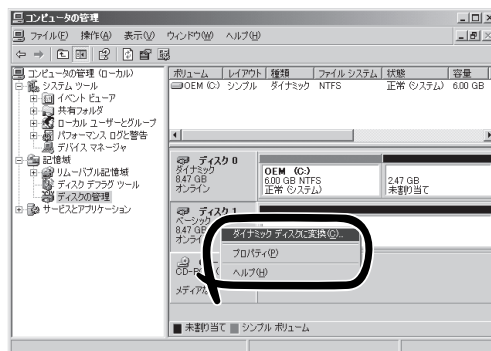 コンピュータの管理
ファイル(F) 操作(A) 表示(V) ウィンドウ(W) ヘルプ(H)
コンピュータの管理 (ローカル)
システム ツール
イベント ビューア
共有フォルダ
ローカル ユーザーとグループ
パフォーマンス ログと警告
デバイス マネージャ
記憶域
リムーバブル記憶域
ディスク デフラグ ツール
ディスクの管理
サービスとアプリケーション
ボリューム レイアウト 種類 ファイル システム 状態 容量
OEM (C:) シンプル ダイナミック NTFS 正常 (システム) 6.00 GB
ディスク 0
ダイナミック
8.47 GB
オンライン
OEM (C:)
6.00 GB NTFS
正常 (システム)
2.47 GB
未割り当て
ディスク 1
ベーシック
8.47 GB
オンライン
ダイナミック ディスクに変換(C)...
プロパティ(P)
ヘルプ(H)
CD-R
メディアな
未割り当て シンプル ボリューム